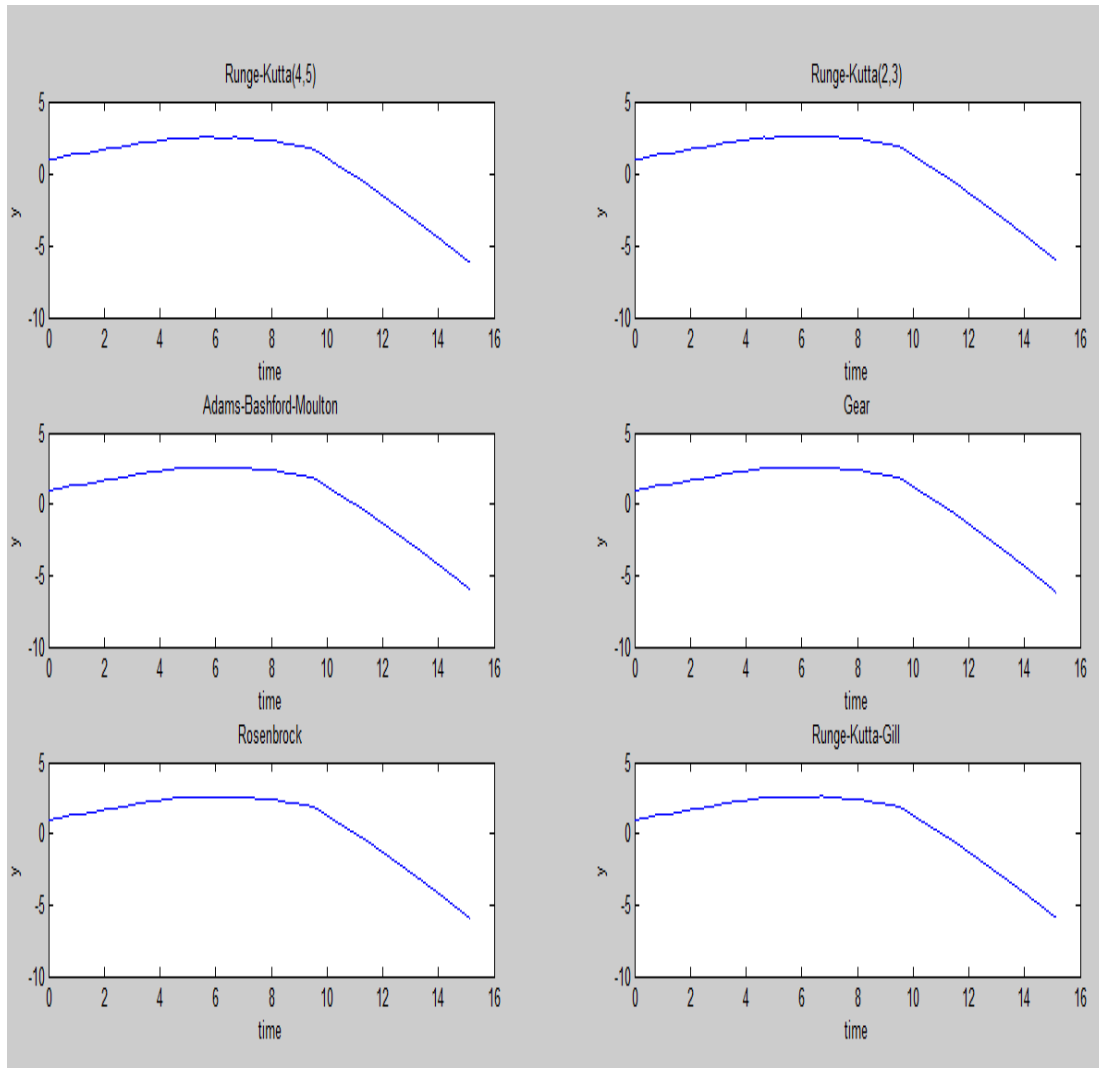 Runge-Kutta(4,5)
5
0
-5
-10
y
0 2 4 6 8 10 12 14 16
time
Runge-Kutta(2,3)
5
0
-5
-10
y
0 2 4 6 8 10 12 14 16
time
Adams-Bashford-Moulton
5
0
-5
-10
y
0 2 4 6 8 10 12 14 16
time
Gear
5
0
-5
-10
y
0 2 4 6 8 10 12 14 16
time
Rosenbrock
5
0
-5
-10
y
0 2 4 6 8 10 12 14 16
time
Runge-Kutta-Gill
5
0
-5
-10
y
0 2 4 6 8 10 12 14 16
time